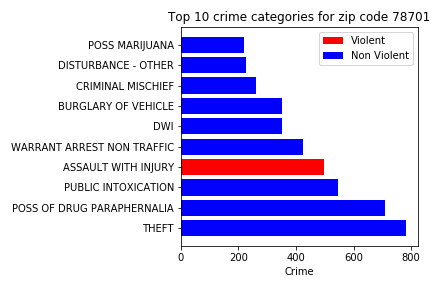 Top 10 crime categories for zip code 78701
Violent
Non Violent
POSS MARIJUANA
DISTURBANCE - OTHER
CRIMINAL MISCHIEF
BURGLARY OF VEHICLE
DWI
WARRANT ARREST NON TRAFFIC
ASSAULT WITH INJURY
PUBLIC INTOXICATION
POSS OF DRUG PARAPHERNALIA
THEFT
0 200 400 600 800
Crime